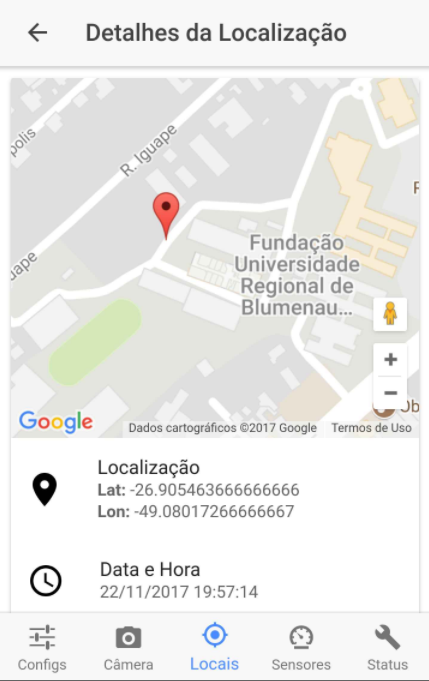 Detalhes da Localização
polis
R. Iguape
uape
Fundação
Universidade
Regional de
Blumenau...
Google
Dados cartográficos ©2017 Google
Termos de Uso
Localização
Lat: -26.905463666666666
Lon: -49.08017266666667
Data e Hora
22/11/2017 19:57:14
Configs
Câmera
Locais
Sensores
Status